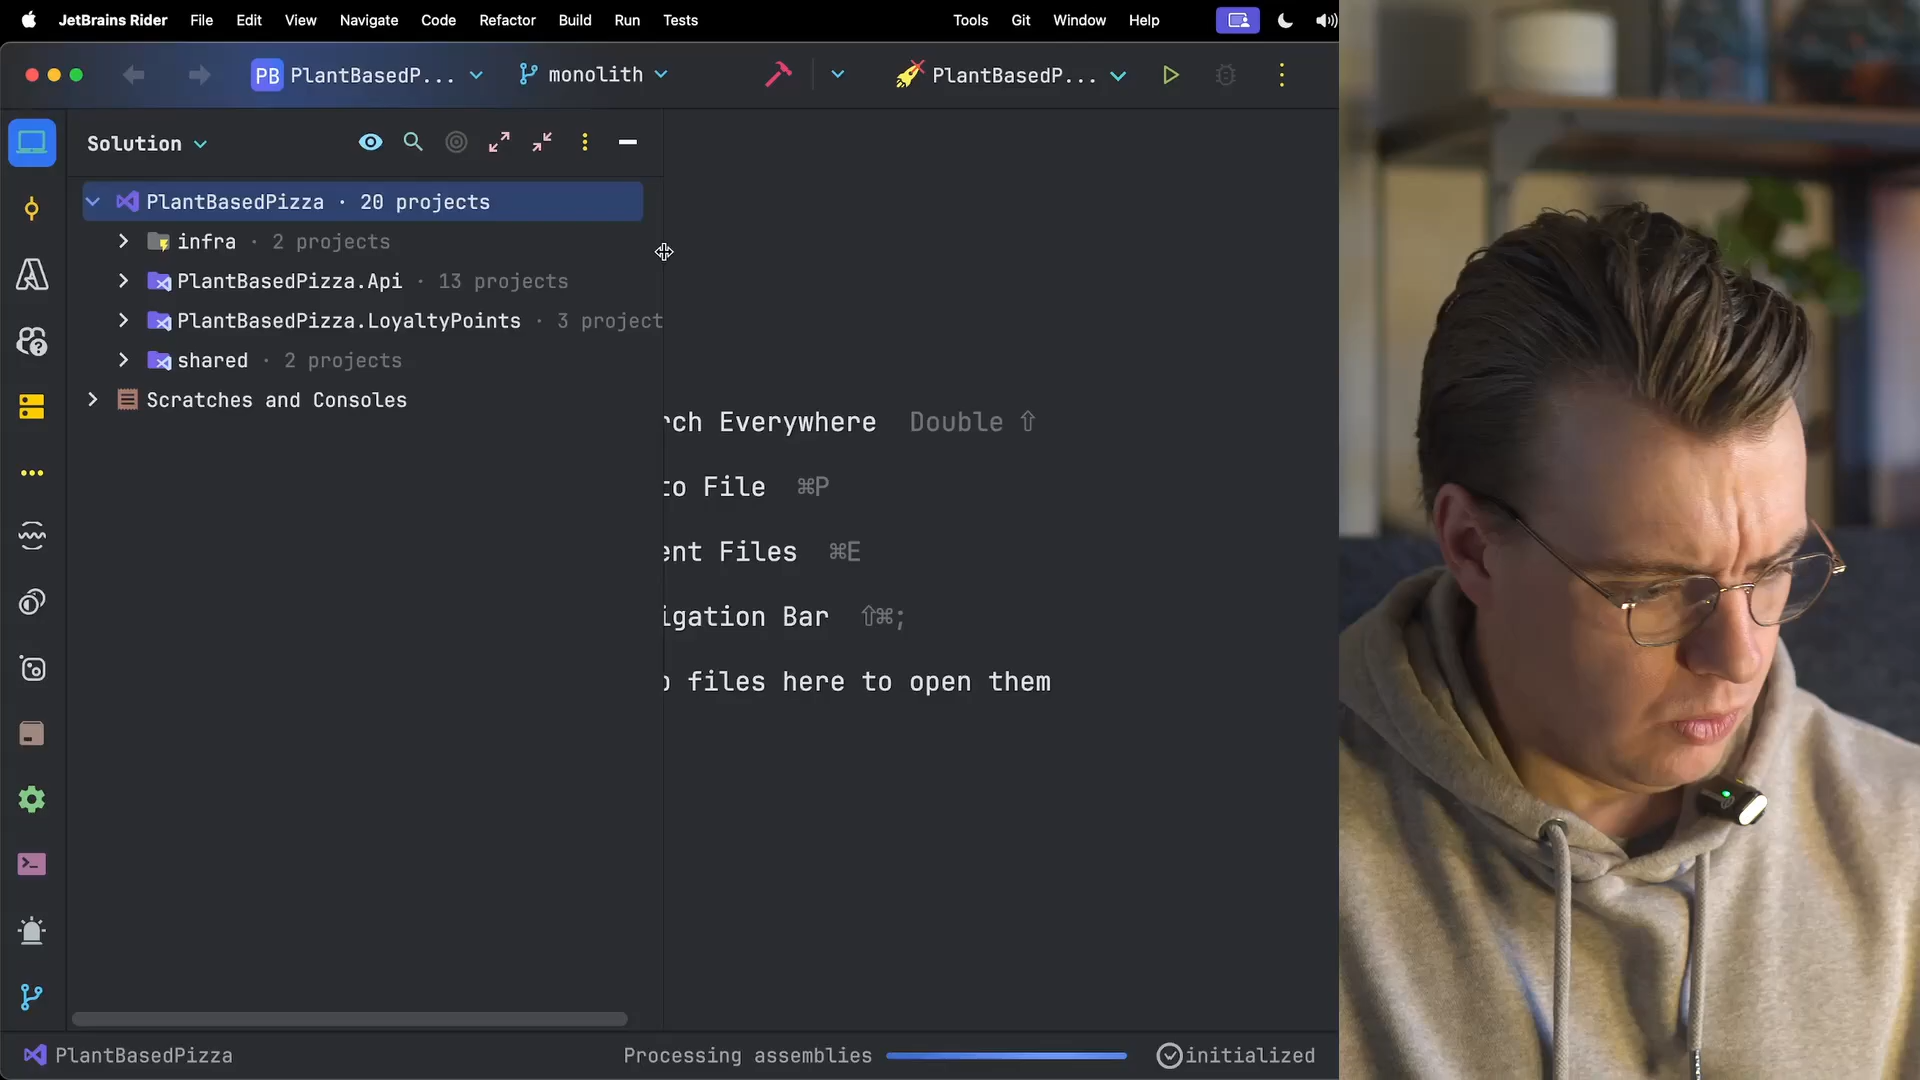 JetBrains Rider File Edit View Navigate Code Refactor Build Run Tests Tools Git Window Help
PB PlantBasedP... monolith PlantBasedP...
Solution
PlantBasedPizza · 20 projects
infra · 2 projects
PlantBasedPizza.Api · 13 projects
PlantBasedPizza.LoyaltyPoints · 3 project
shared · 2 projects
Scratches and Consoles
rch Everywhere Double ⇧
to File ⌘P
ent Files ⌘E
igation Bar ⇧⌘;
p files here to open them
PlantBasedPizza Processing assemblies initialized